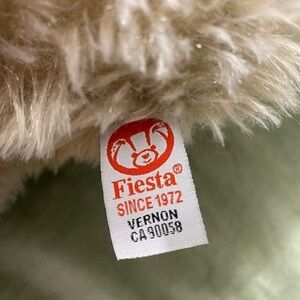 Fiesta®
SINCE 1972
VERNON
CA 90058